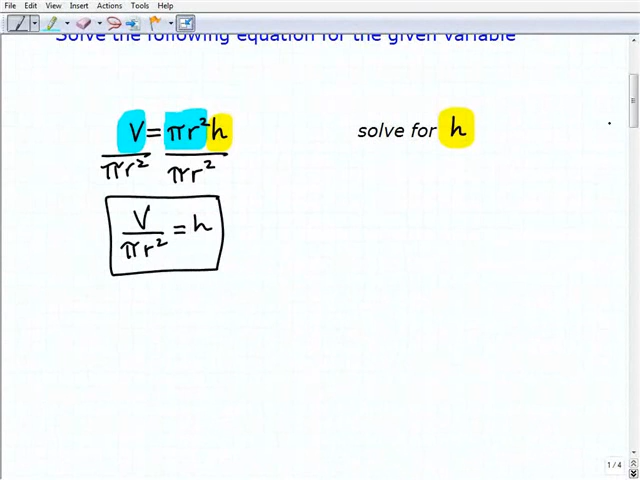 File Edit View Insert Actions Tools Help
Solve the following equation for the given variable
V = πr²h
πr² πr²
solve for h
V
πr² = h
1 / 4